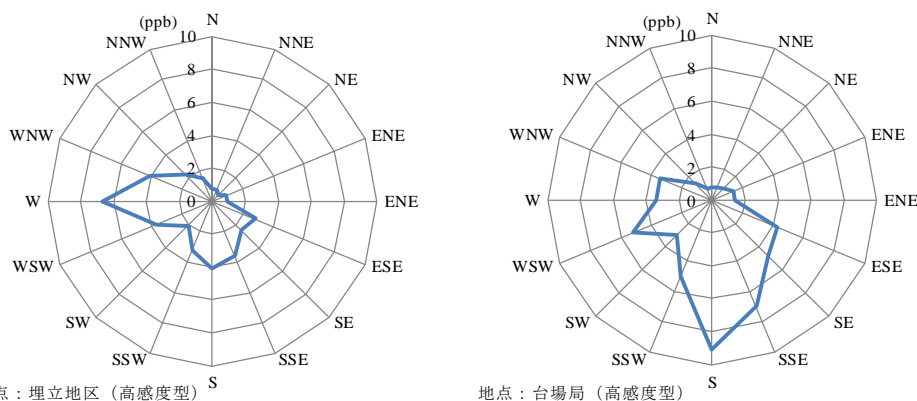 N
(ppb)
10
NNW
NNE
8
NW
NE
6
WNW
ENE
4
2
W
0
ENE
WSW
ESE
SW
SE
SSW
SSE
S
点：埋立地区（高感度型）
N
(ppb)
10
NNW
NNE
8
NW
NE
6
WNW
ENE
4
2
W
0
ENE
WSW
ESE
SW
SE
SSW
SSE
S
地点：台場局（高感度型）